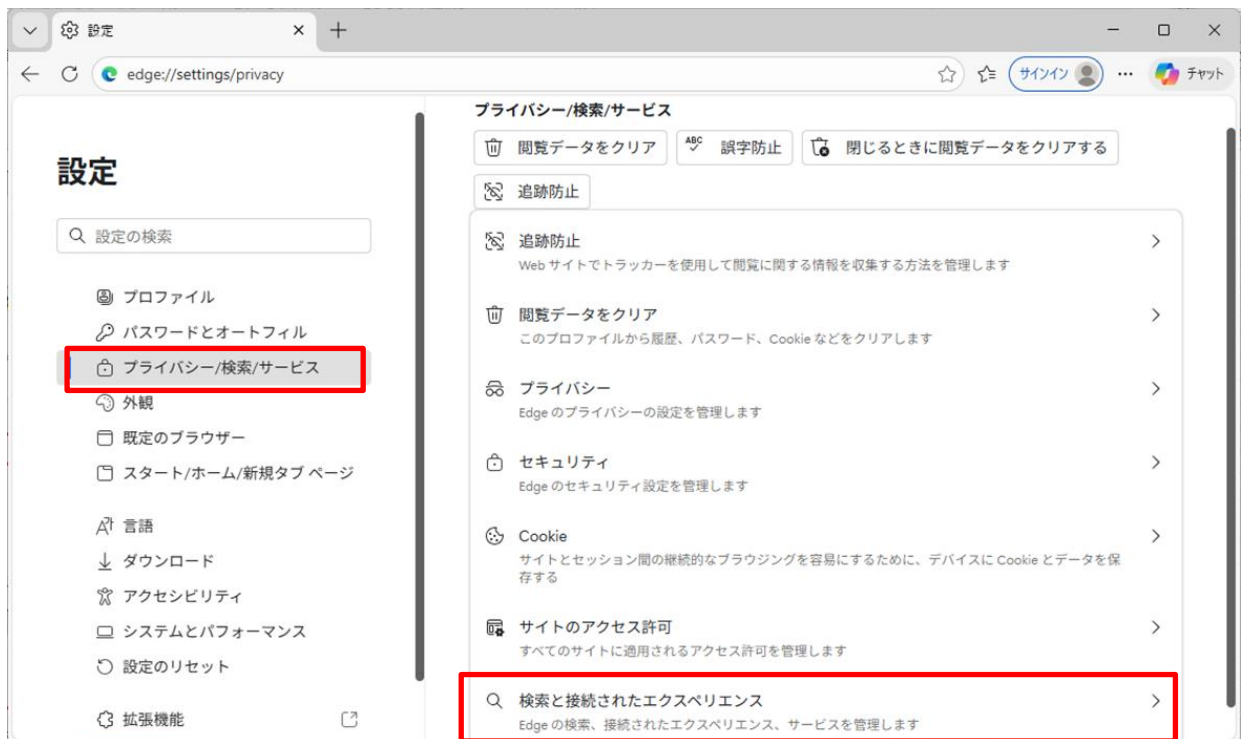 設定
edge://settings/privacy
サインイン
チャット
設定
設定の検索
プロファイル
パスワードとオートフィル
プライバシー/検索/サービス
外観
既定のブラウザー
スタート/ホーム/新規タブ ページ
言語
ダウンロード
アクセシビリティ
システムとパフォーマンス
設定のリセット
拡張機能
プライバシー/検索/サービス
閲覧データをクリア
ABC 誤字防止
閉じるときに閲覧データをクリアする
追跡防止
追跡防止
Web サイトでトラッカーを使用して閲覧に関する情報を収集する方法を管理します
閲覧データをクリア
このプロファイルから履歴、パスワード、Cookie などをクリアします
プライバシー
Edge のプライバシーの設定を管理します
セキュリティ
Edge のセキュリティ設定を管理します
Cookie
サイトとセッション間の継続的なブラウジングを容易にするために、デバイスに Cookie とデータを保
存する
サイトのアクセス許可
すべてのサイトに適用されるアクセス許可を管理します
検索と接続されたエクスペリエンス
Edge の検索、接続されたエクスペリエンス、サービスを管理します